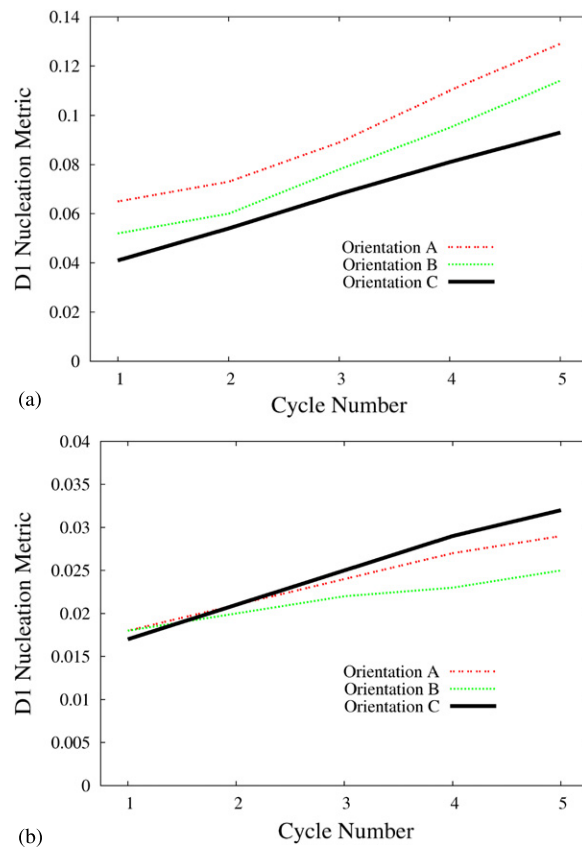 0.14
0.12
0.1
0.08
0.06
0.04
0.02
0
D1 Nucleation Metric
Orientation A
Orientation B
Orientation C
1 2 3 4 5
Cycle Number
(a)
0.04
0.035
0.03
0.025
0.02
0.015
0.01
0.005
0
D1 Nucleation Metric
Orientation A
Orientation B
Orientation C
1 2 3 4 5
Cycle Number
(b)